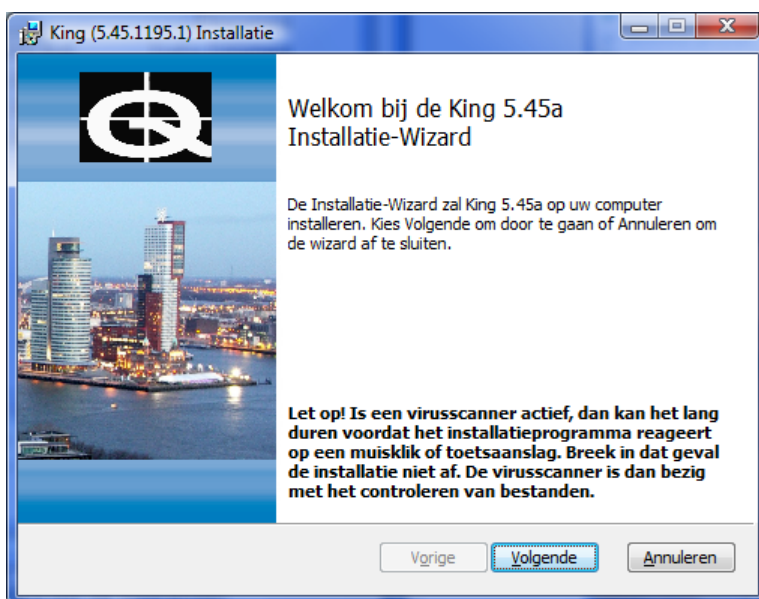 King (5.45.1195.1) Installatie
Welkom bij de King 5.45a
Installatie-Wizard
De Installatie-Wizard zal King 5.45a op uw computer
installeren. Kies Volgende om door te gaan of Annuleren om
de wizard af te sluiten.
Let op! Is een virusscanner actief, dan kan het lang
duren voordat het installatieprogramma reageert
op een muisklik of toetsaanslag. Breek in dat geval
de installatie niet af. De virusscanner is dan bezig
met het controleren van bestanden.
Vorige
Volgende
Annuleren